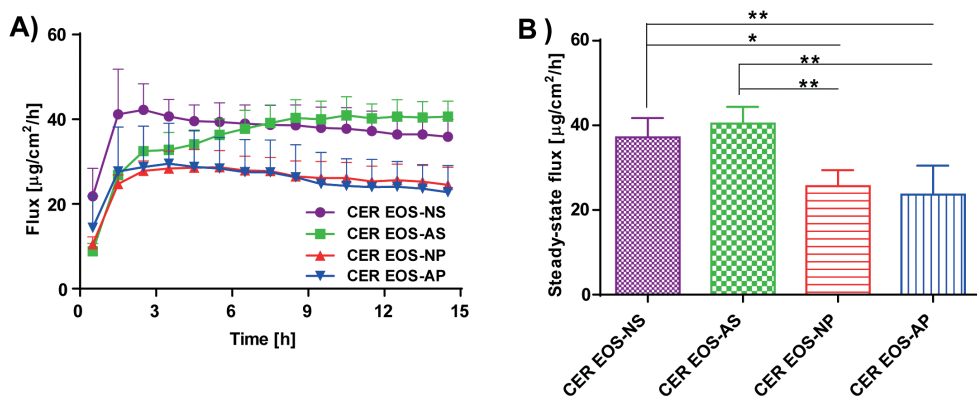 A)
Flux [µg/cm²/h]
60
40
20
0
0 3 6 9 12 15
Time [h]
CER EOS-NS
CER EOS-AS
CER EOS-NP
CER EOS-AP
B )
Steady-state flux [µg/cm²/h]
60
40
20
0
**
*
**
**
CER EOS-NS
CER EOS-AS
CER EOS-NP
CER EOS-AP